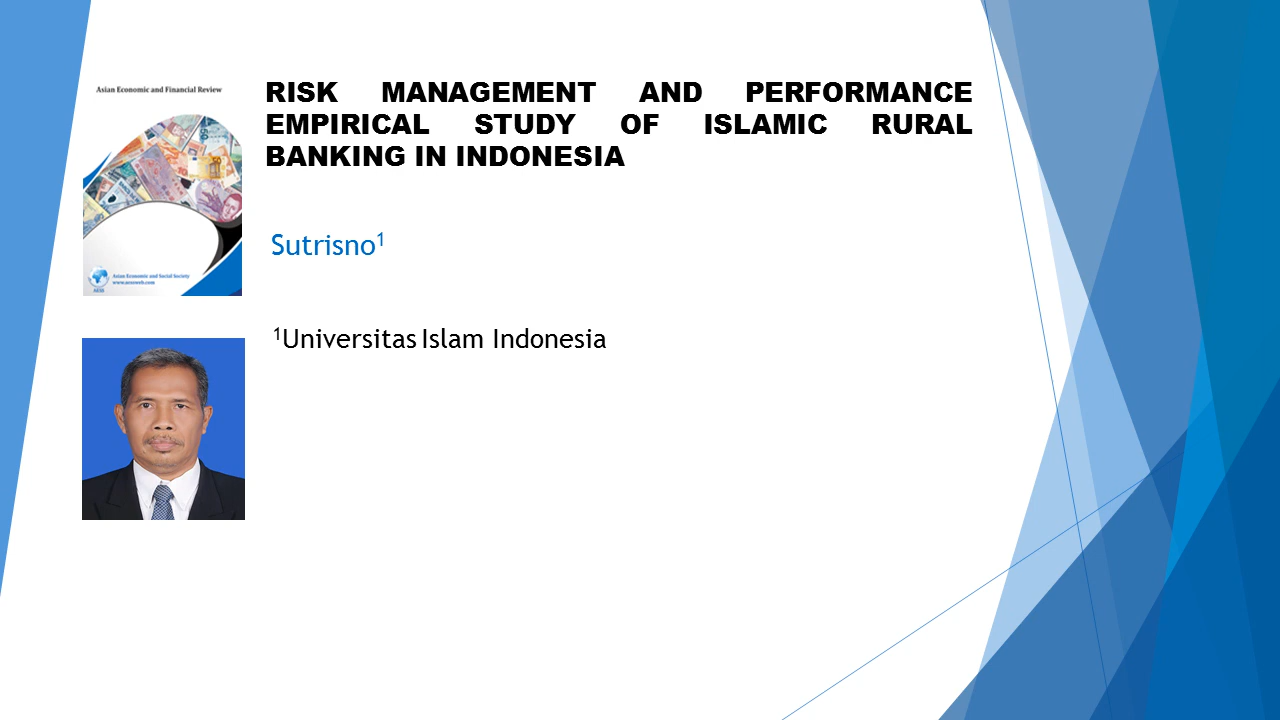 Asian Economic and Financial Review
RISK MANAGEMENT AND PERFORMANCE
EMPIRICAL STUDY OF ISLAMIC RURAL
BANKING IN INDONESIA
Sutrisno¹
Asian Economic and Social Society
www.aessweb.com
AESS
¹Universitas Islam Indonesia